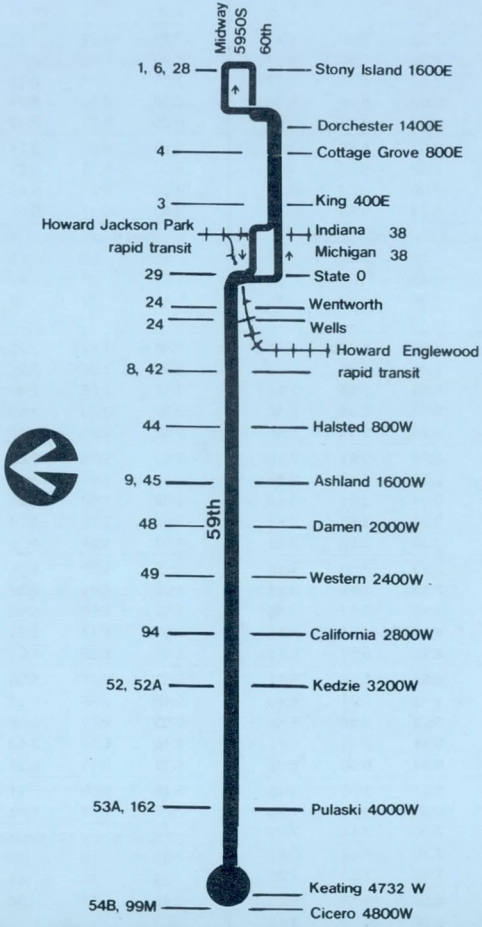 Midway
5950S
60th
1, 6, 28 Stony Island 1600E
Dorchester 1400E
4 Cottage Grove 800E
3 King 400E
Howard Jackson Park
rapid transit
Indiana 38
Michigan 38
29 State 0
24 Wentworth
24 Wells
Howard Englewood
rapid transit
8, 42
44 Halsted 800W
9, 45 Ashland 1600W
59th
48 Damen 2000W
49 Western 2400W
94 California 2800W
52, 52A Kedzie 3200W
53A, 162 Pulaski 4000W
Keating 4732 W
54B, 99M Cicero 4800W